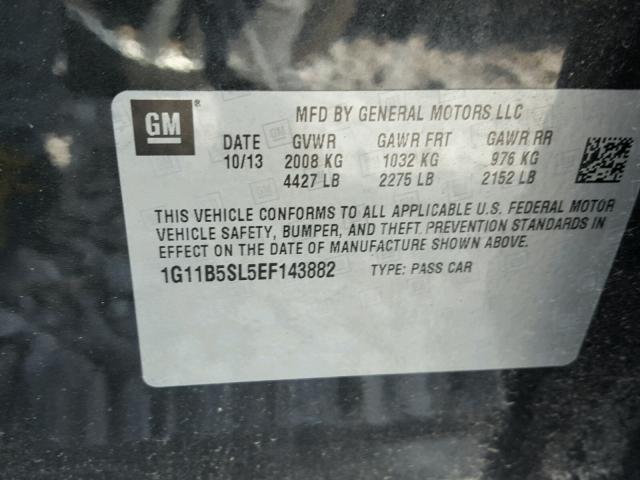 GM ®
MFD BY GENERAL MOTORS LLC
DATE GVWR GAWR FRT GAWR RR
10/13 2008 KG 1032 KG 976 KG
4427 LB 2275 LB 2152 LB
THIS VEHICLE CONFORMS TO ALL APPLICABLE U.S. FEDERAL MOTOR
VEHICLE SAFETY, BUMPER, AND THEFT PREVENTION STANDARDS IN
EFFECT ON THE DATE OF MANUFACTURE SHOWN ABOVE.
1G11B5SL5EF143882 TYPE: PASS CAR